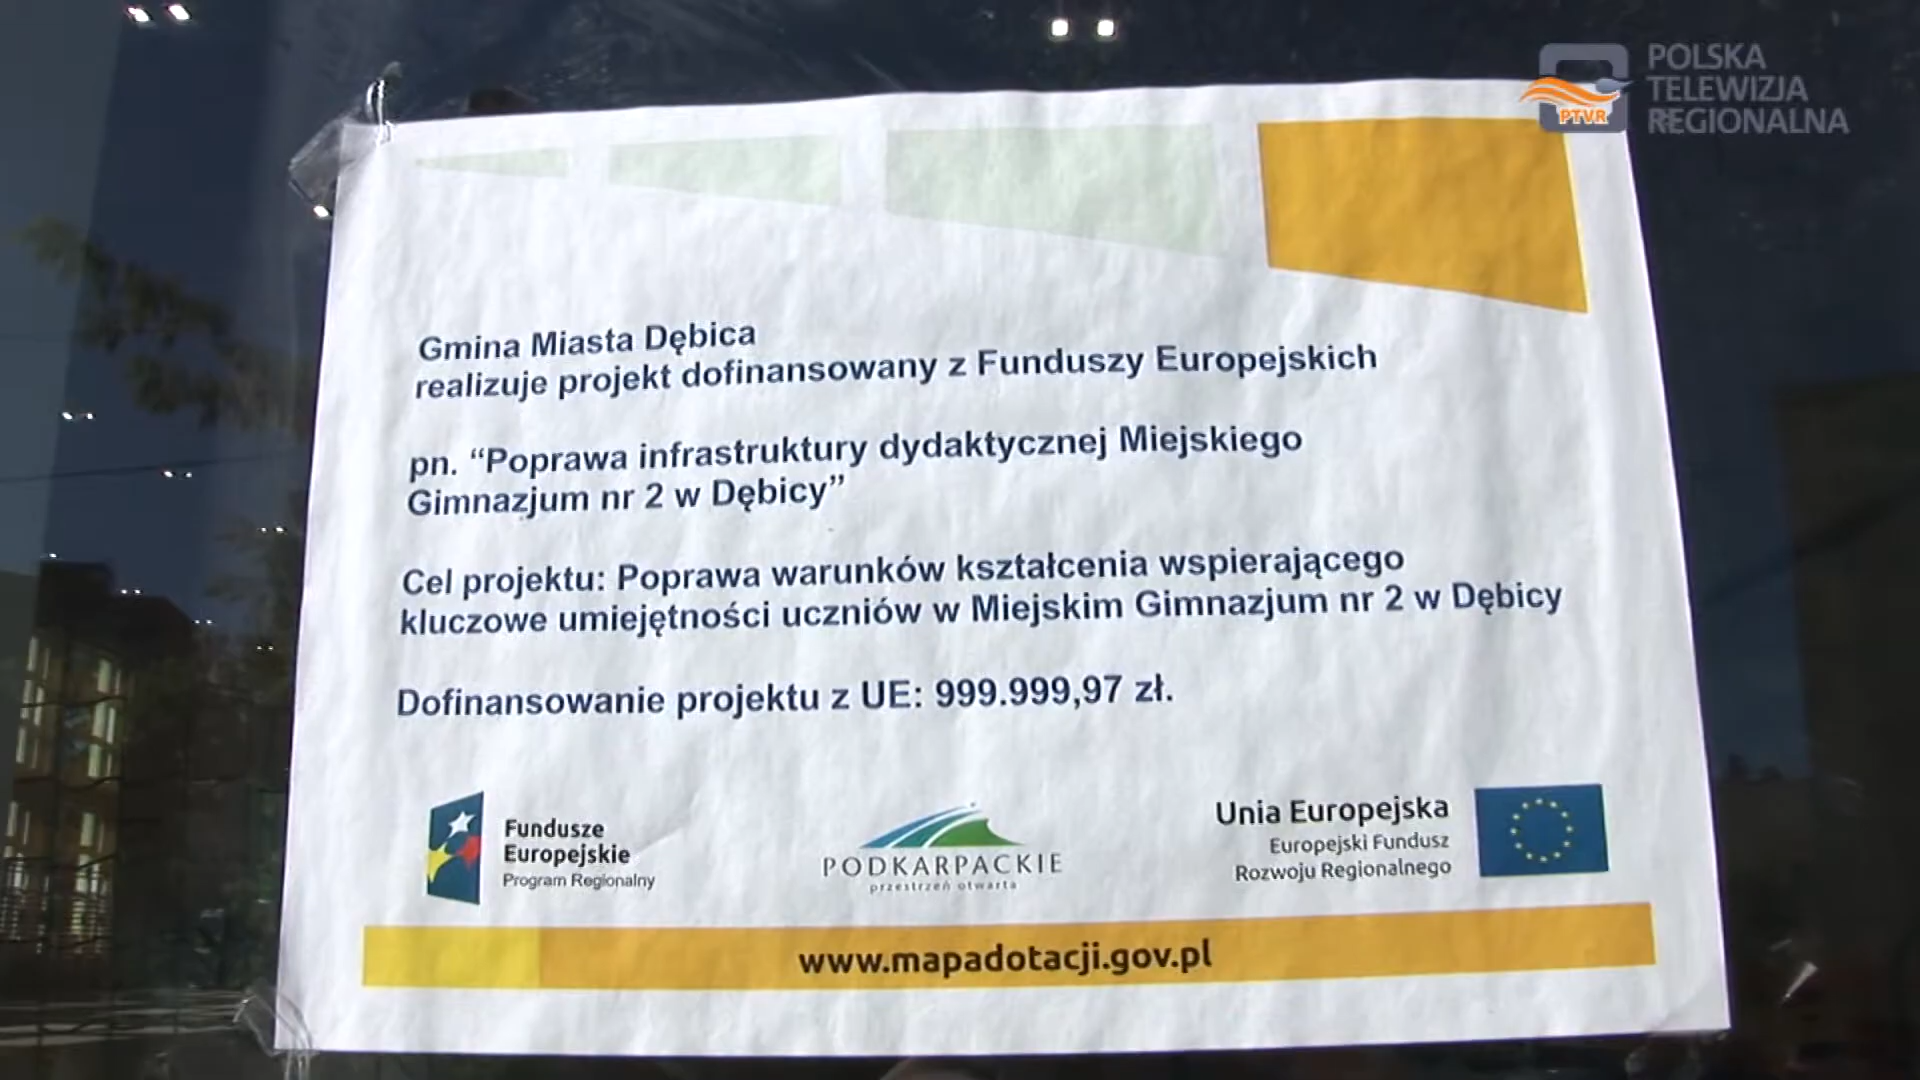 POLSKA
TELEWIZJA
REGIONALNA
PTVR
Gmina Miasta Dębica
realizuje projekt dofinansowany z Funduszy Europejskich
pn. “Poprawa infrastruktury dydaktycznej Miejskiego
Gimnazjum nr 2 w Dębicy”
Cel projektu: Poprawa warunków kształcenia wspierającego
kluczowe umiejętności uczniów w Miejskim Gimnazjum nr 2 w Dębicy
Dofinansowanie projektu z UE: 999.999,97 zł.
Fundusze
Europejskie
Program Regionalny
PODKARPACKIE
przestrzeń otwarta
Unia Europejska
Europejski Fundusz
Rozwoju Regionalnego
www.mapadotacji.gov.pl